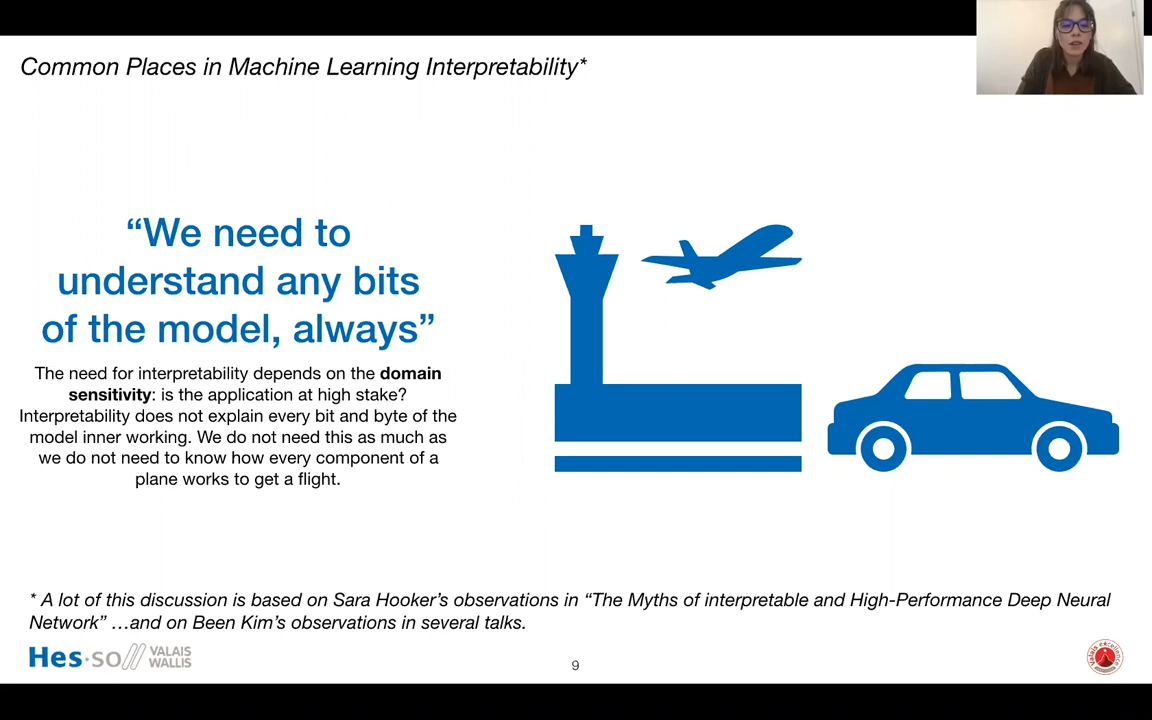 Common Places in Machine Learning Interpretability*
“We need to
understand any bits
of the model, always”
The need for interpretability depends on the domain
sensitivity: is the application at high stake?
Interpretability does not explain every bit and byte of the
model inner working. We do not need this as much as
we do not need to know how every component of a
plane works to get a flight.
* A lot of this discussion is based on Sara Hooker’s observations in “The Myths of interpretable and High-Performance Deep Neural
Network” …and on Been Kim’s observations in several talks.
Hes·so// VALAIS
WALLIS
9
Valais excellence